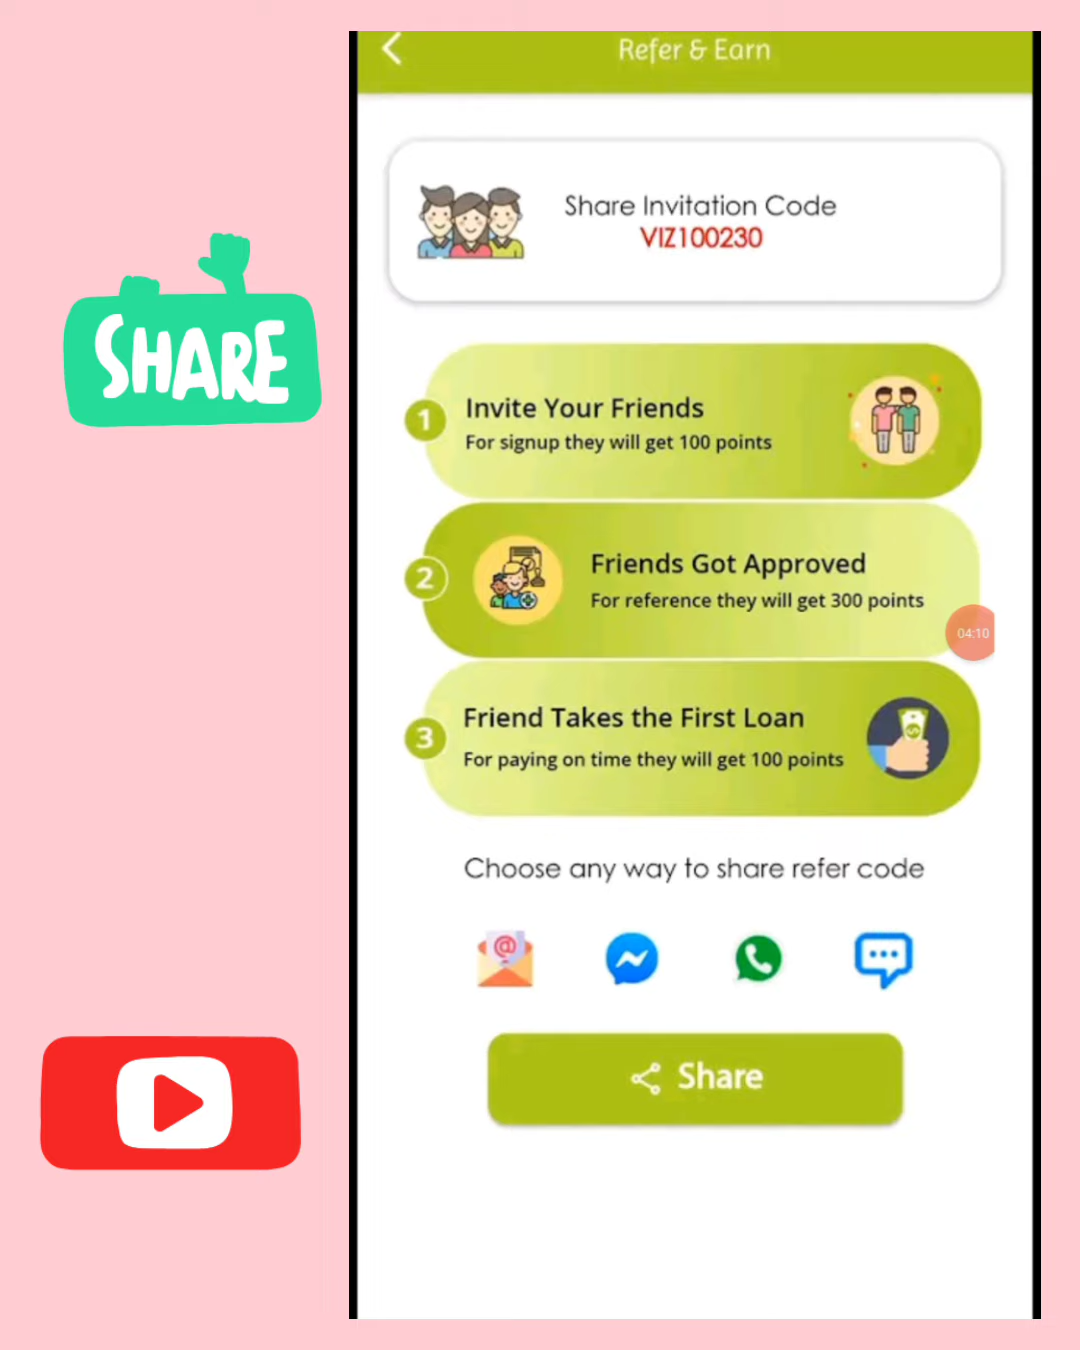 Refer & Earn
Share Invitation Code
VIZ100230
SHARE
1
Invite Your Friends
For signup they will get 100 points
2
Friends Got Approved
For reference they will get 300 points
04:10
3
Friend Takes the First Loan
For paying on time they will get 100 points
Choose any way to share refer code
@
Share